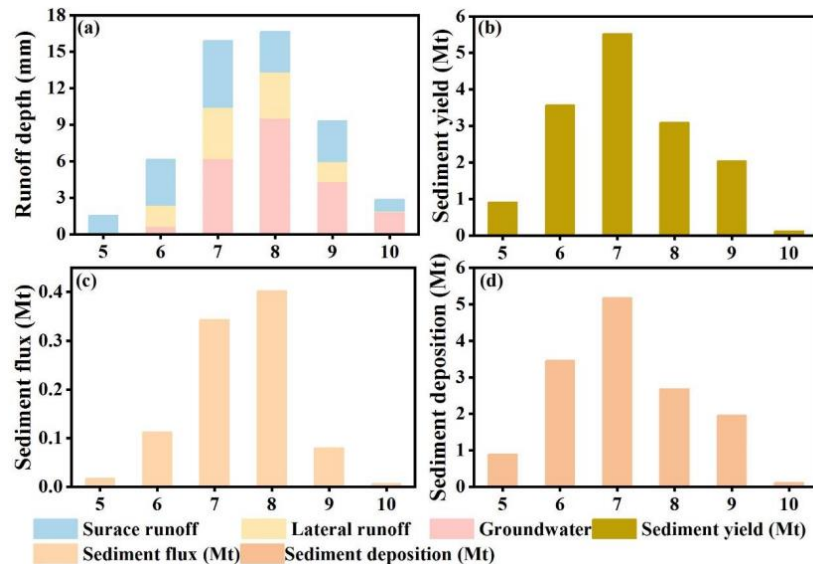 (a)
Runoff depth (mm)
18
15
12
9
6
3
0
5 6 7 8 9 10
(b)
Sediment yield (Mt)
6
5
4
3
2
1
0
5 6 7 8 9 10
(c)
Sediment flux (Mt)
0.4
0.3
0.2
0.1
0.0
5 6 7 8 9 10
(d)
Sediment deposition (Mt)
6
5
4
3
2
1
0
5 6 7 8 9 10
Surace runoff Lateral runoff Groundwater Sediment yield (Mt)
Sediment flux (Mt) Sediment deposition (Mt)